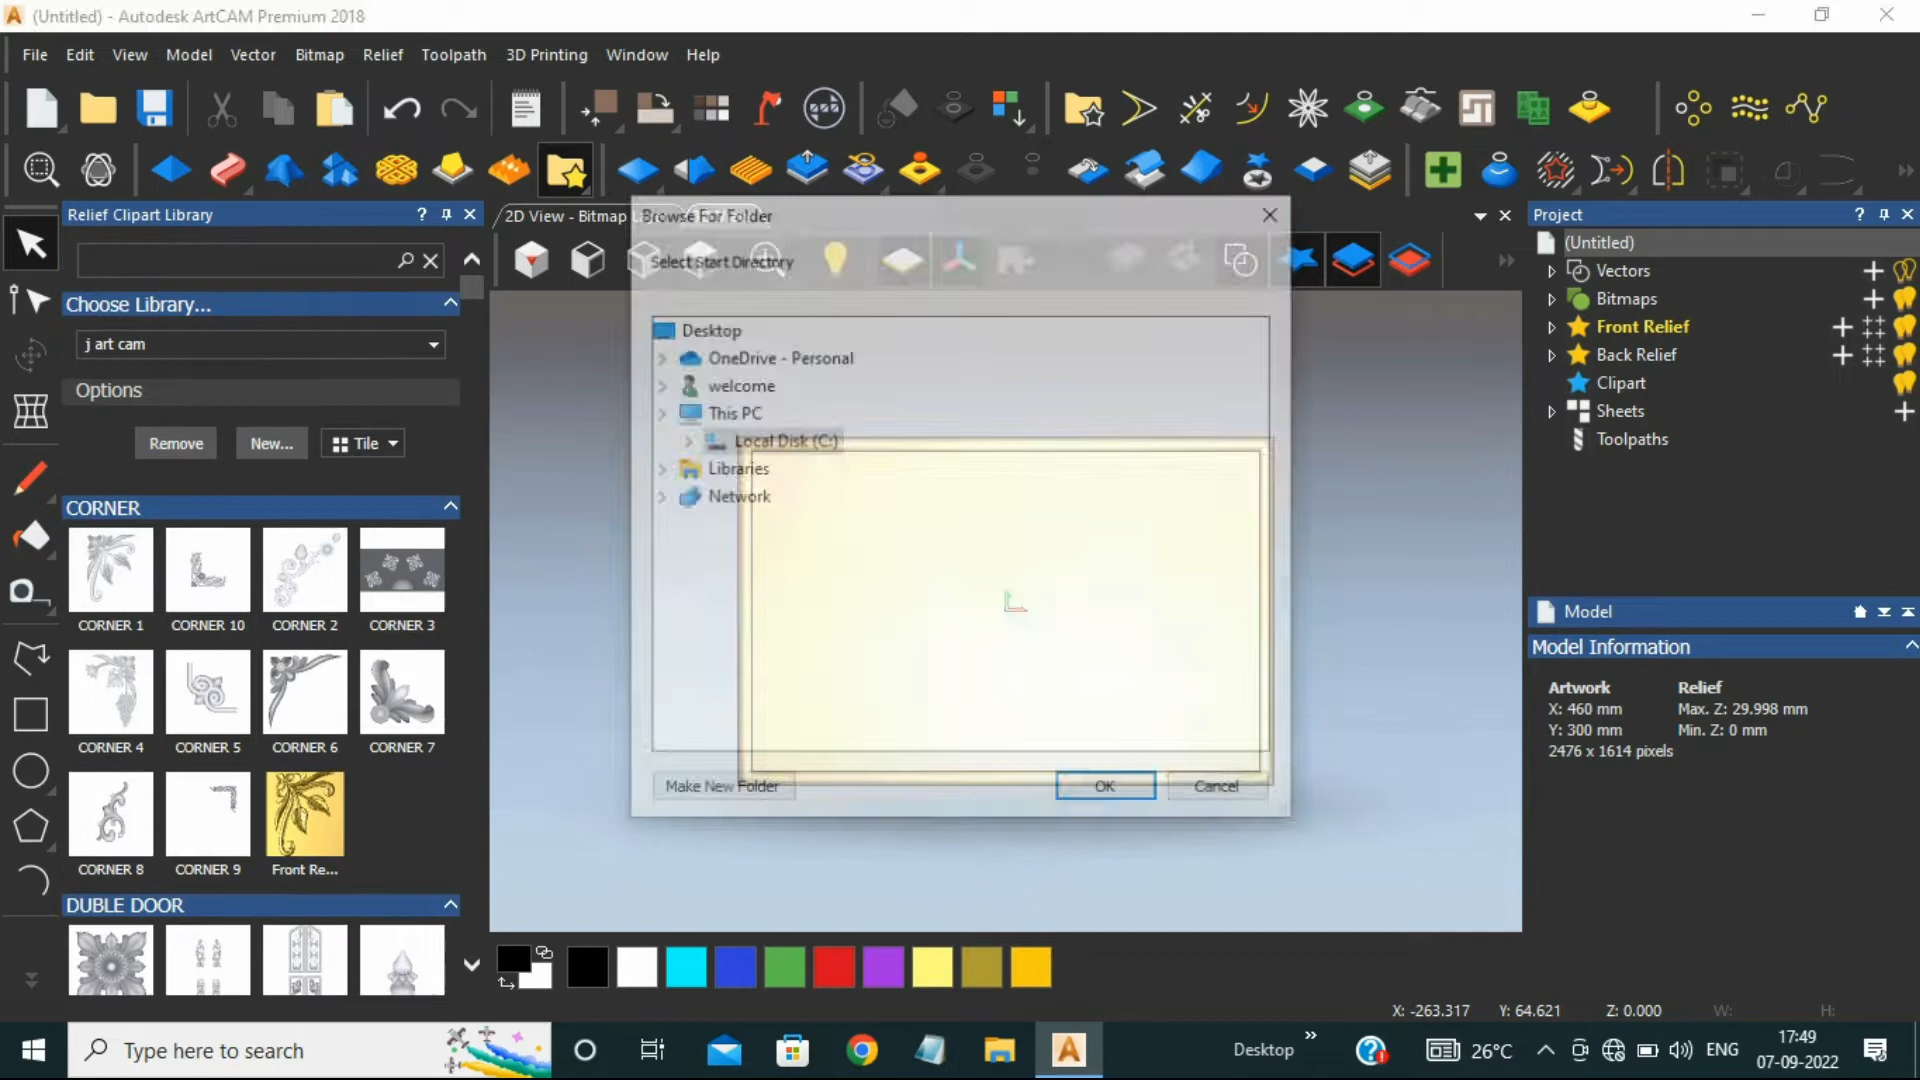 (Untitled) - Autodesk ArtCAM Premium 2018
File Edit View Model Vector Bitmap Relief Toolpath 3D Printing Window Help
Relief Clipart Library
Choose Library...
j art cam
Options
Remove New... Tile
CORNER
CORNER 1 CORNER 10 CORNER 2 CORNER 3
CORNER 4 CORNER 5 CORNER 6 CORNER 7
CORNER 8 CORNER 9 Front Re...
DUBLE DOOR
2D View - Bitmap
Browse For Folder
Select Start Directory
Desktop
OneDrive - Personal
welcome
This PC
Local Disk (C:)
Libraries
Network
Make New Folder OK Cancel
Project
(Untitled)
Vectors
Bitmaps
Front Relief
Back Relief
Clipart
Sheets
Toolpaths
Model
Model Information
Artwork Relief
X: 460 mm Max. Z: 29.998 mm
Y: 300 mm Min. Z: 0 mm
2476 x 1614 pixels
X: -263.317 Y: 64.621 Z: 0.000 W: H:
Type here to search
Desktop
26°C
ENG
17:49
07-09-2022